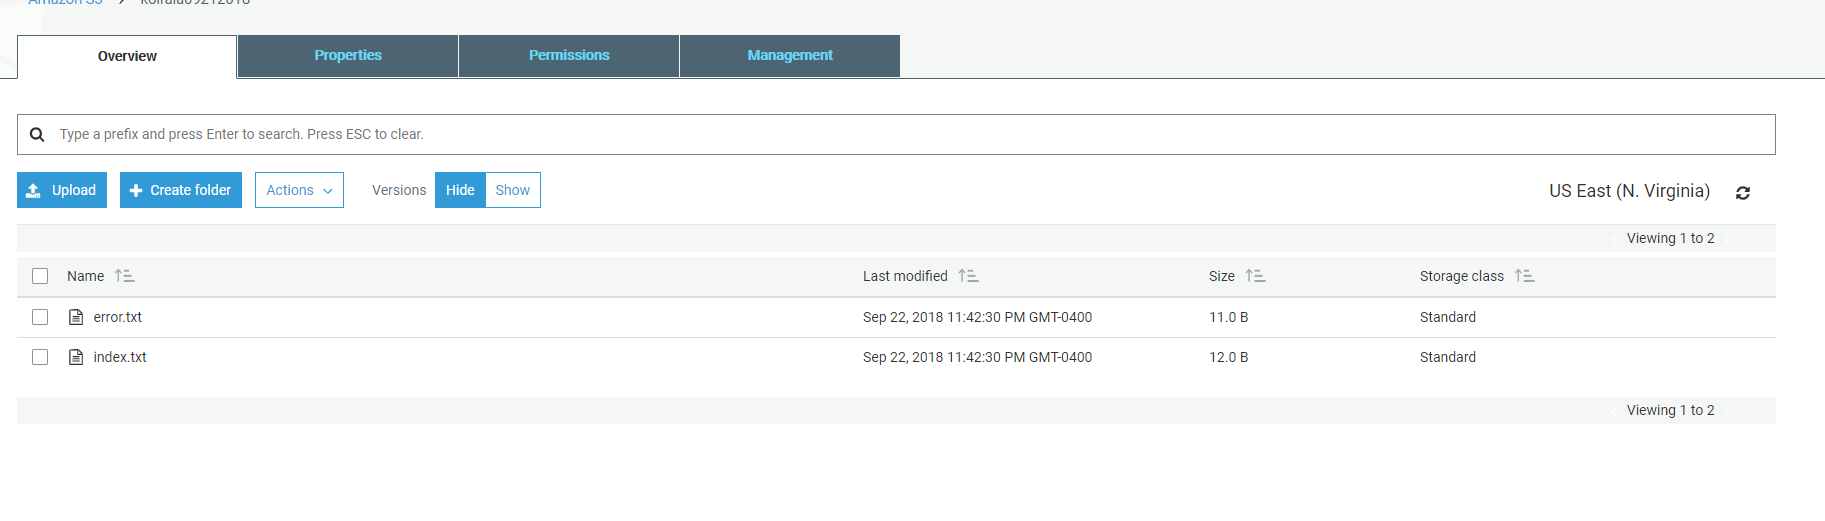 Amazon S3 > koirala09212018
Overview Properties Permissions Management
Type a prefix and press Enter to search. Press ESC to clear.
Upload Create folder Actions Versions Hide Show US East (N. Virginia)
Viewing 1 to 2
Name Last modified Size Storage class
error.txt Sep 22, 2018 11:42:30 PM GMT-0400 11.0 B Standard
index.txt Sep 22, 2018 11:42:30 PM GMT-0400 12.0 B Standard
Viewing 1 to 2